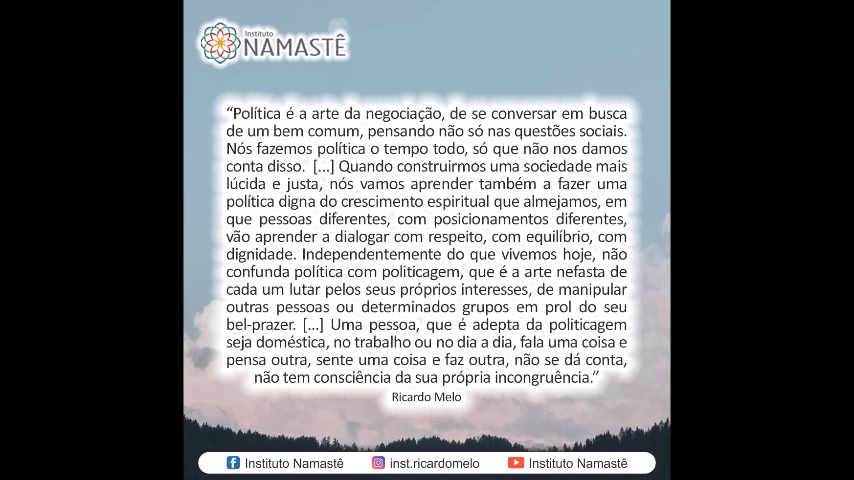 Instituto
NAMASTÊ
“Política é a arte da negociação, de se conversar em busca
de um bem comum, pensando não só nas questões sociais.
Nós fazemos política o tempo todo, só que não nos damos
conta disso. [...] Quando construirmos uma sociedade mais
lúcida e justa, nós vamos aprender também a fazer uma
política digna do crescimento espiritual que almejamos, em
que pessoas diferentes, com posicionamentos diferentes,
vão aprender a dialogar com respeito, com equilíbrio, com
dignidade. Independentemente do que vivemos hoje, não
confunda política com politicagem, que é a arte nefasta de
cada um lutar pelos seus próprios interesses, de manipular
outras pessoas ou determinados grupos em prol do seu
bel-prazer. [...] Uma pessoa, que é adepta da politicagem
seja doméstica, no trabalho ou no dia a dia, fala uma coisa e
pensa outra, sente uma coisa e faz outra, não se dá conta,
não tem consciência da sua própria incongruência.”
Ricardo Melo
Instituto Namastê inst.ricardomelo Instituto Namastê